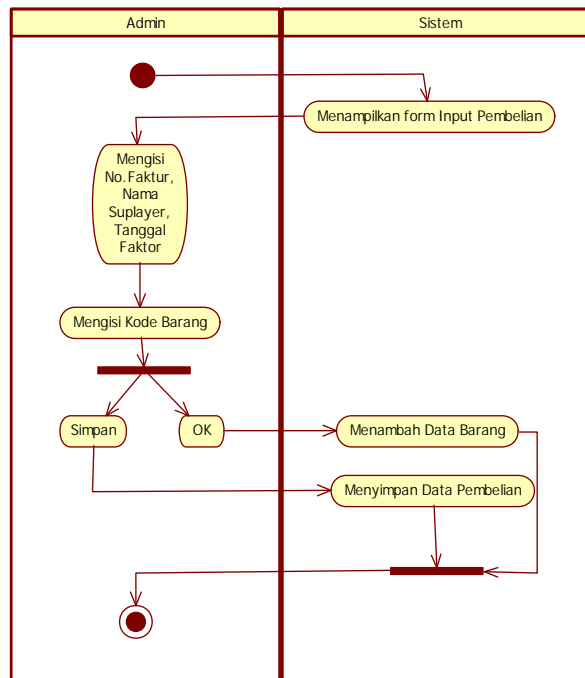 Admin
Sistem
Menampilkan form Input Pembelian
Mengisi
No.Faktur,
Nama
Suplayer,
Tanggal
Faktor
Mengisi Kode Barang
Simpan
OK
Menambah Data Barang
Menyimpan Data Pembelian